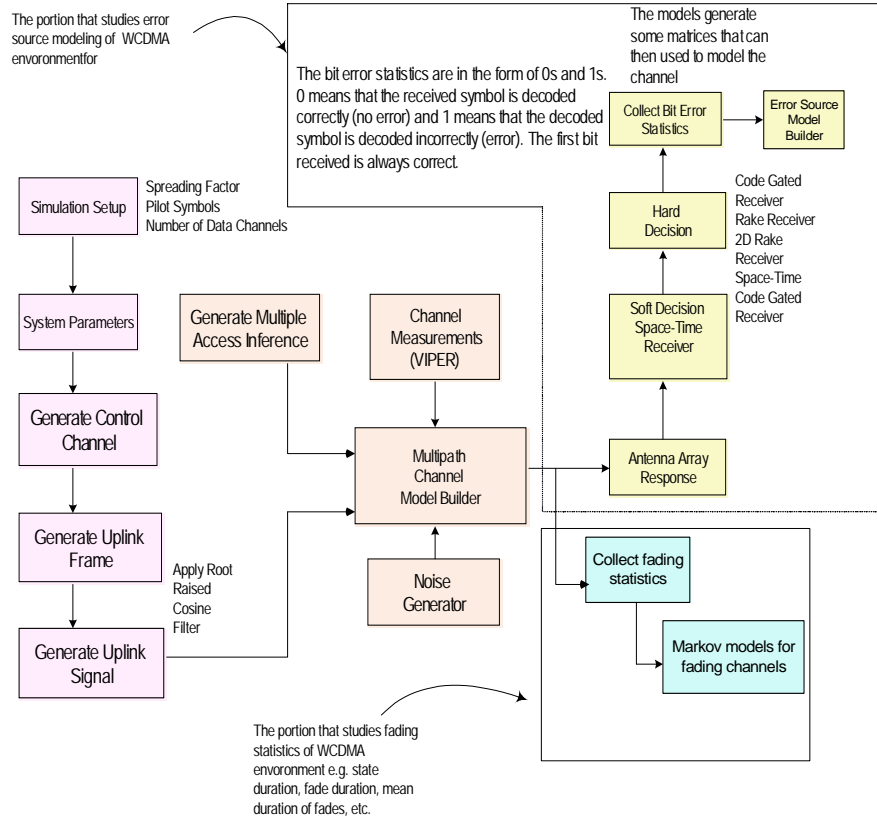 The portion that studies error
source modeling of WCDMA
envoronmentfor
The models generate
some matrices that can
then used to model the
channel
The bit error statistics are in the form of 0s and 1s.
0 means that the received symbol is decoded
correctly (no error) and 1 means that the decoded
symbol is decoded incorrectly (error). The first bit
received is always correct.
Collect Bit Error
Statistics
Error Source
Model
Builder
Simulation Setup
Spreading Factor
Pilot Symbols
Number of Data Channels
Hard
Decision
Code Gated
Receiver
Rake Receiver
2D Rake
Receiver
Space-Time
Code Gated
Receiver
System Parameters
Generate Multiple
Access Inference
Channel
Measurements
(VIPER)
Soft Decision
Space-Time
Receiver
Generate Control
Channel
Multipath
Channel
Model Builder
Antenna Array
Response
Generate Uplink
Frame
Apply Root
Raised
Cosine
Filter
Noise
Generator
Collect fading
statistics
Generate Uplink
Signal
Markov models for
fading channels
The portion that studies fading
statistics of WCDMA
envoronment e.g. state
duration, fade duration, mean
duration of fades, etc.